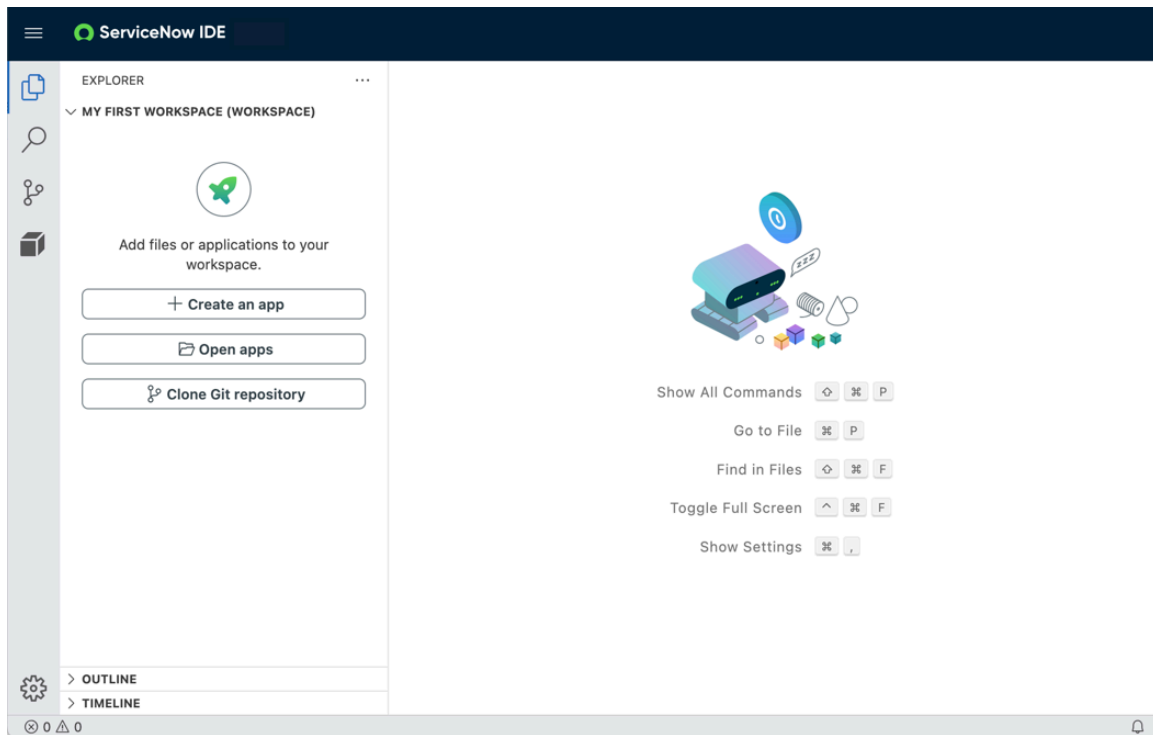 ServiceNow IDE
EXPLORER
MY FIRST WORKSPACE (WORKSPACE)
Add files or applications to your
workspace.
+ Create an app
Open apps
Clone Git repository
zzz
Show All Commands ⇧ ⌘ P
Go to File ⌘ P
Find in Files ⇧ ⌘ F
Toggle Full Screen ^ ⌘ F
Show Settings ⌘ ,
OUTLINE
TIMELINE
0 0